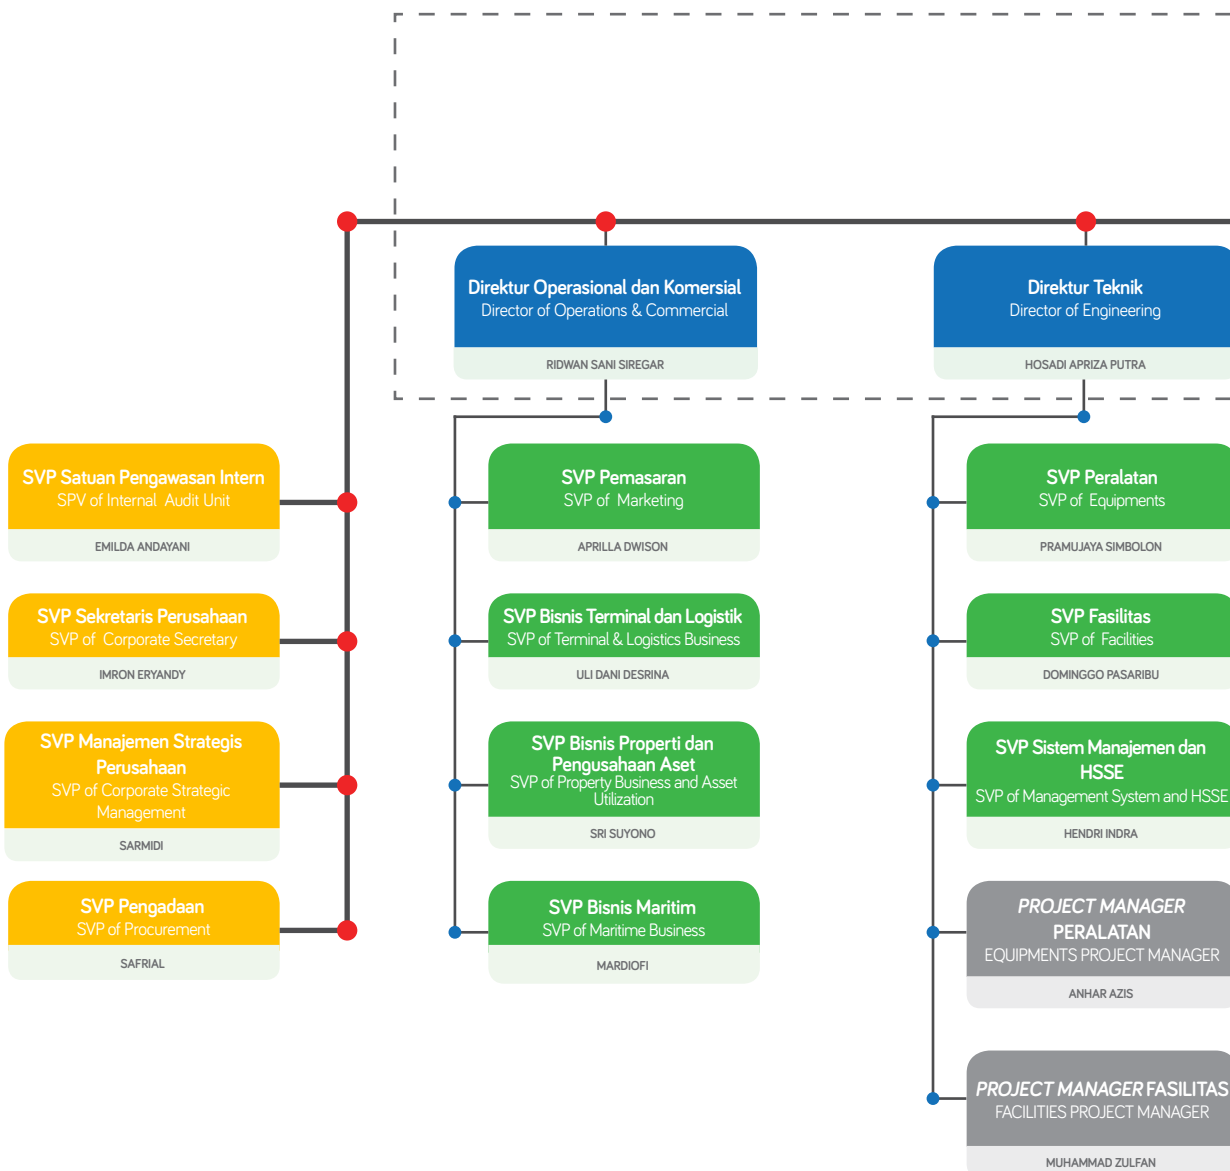 Direktur Operasional dan Komersial
Director of Operations & Commercial
RIDWAN SANI SIREGAR
Direktur Teknik
Director of Engineering
HOSADI APRIZA PUTRA
SVP Satuan Pengawasan Intern
SPV of Internal Audit Unit
EMILDA ANDAYANI
SVP Sekretaris Perusahaan
SVP of Corporate Secretary
IMRON ERYANDY
SVP Manajemen Strategis
Perusahaan
SVP of Corporate Strategic
Management
SARMIDI
SVP Pengadaan
SVP of Procurement
SAFRIAL
SVP Pemasaran
SVP of Marketing
APRILLA DWISON
SVP Bisnis Terminal dan Logistik
SVP of Terminal & Logistics Business
ULI DANI DESRINA
SVP Bisnis Properti dan
Pengusahaan Aset
SVP of Property Business and Asset
Utilization
SRI SUYONO
SVP Bisnis Maritim
SVP of Maritime Business
MARDIOFI
SVP Peralatan
SVP of Equipments
PRAMUJAYA SIMBOLON
SVP Fasilitas
SVP of Facilities
DOMINGGO PASARIBU
SVP Sistem Manajemen dan
HSSE
SVP of Management System and HSSE
HENDRI INDRA
PROJECT MANAGER
PERALATAN
EQUIPMENTS PROJECT MANAGER
ANHAR AZIS
PROJECT MANAGER FASILITAS
FACILITIES PROJECT MANAGER
MUHAMMAD ZULFAN